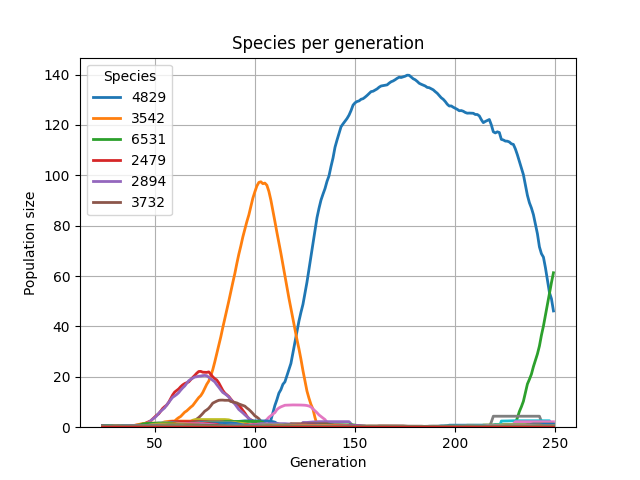 Species per generation
Species
4829
3542
6531
2479
2894
3732
Population size
140
120
100
80
60
40
20
0
50 100 150 200 250
Generation